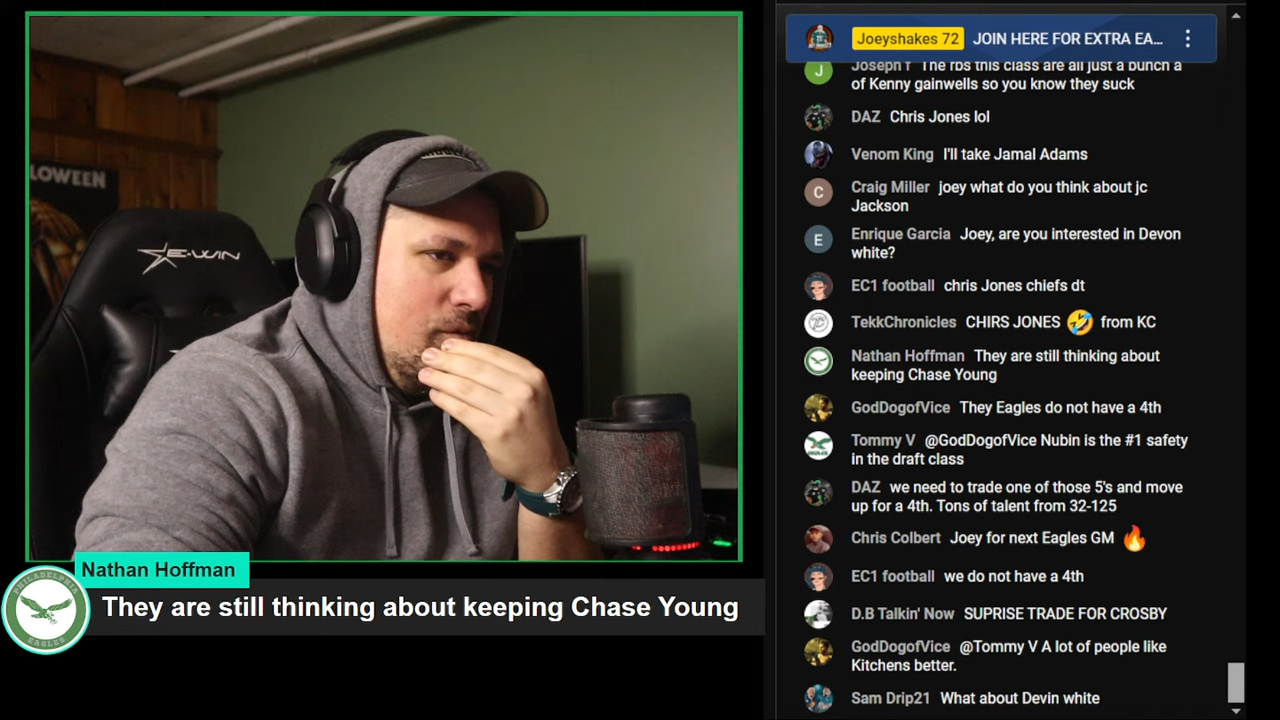 LLOWEEN
E-WIN
Nathan Hoffman
PHILADELPHIA
EAGLES
They are still thinking about keeping Chase Young
Joeyshakes 72 JOIN HERE FOR EXTRA EA...
J
Joseph f The rbs this class are all just a bunch a
of Kenny gainwells so you know they suck
DAZ Chris Jones lol
Venom King I'll take Jamal Adams
C
Craig Miller joey what do you think about jc
Jackson
E
Enrique Garcia Joey, are you interested in Devon
white?
EC1 football chris Jones chiefs dt
TekkChronicles CHIRS JONES 🤣 from KC
Nathan Hoffman They are still thinking about
keeping Chase Young
GodDogofVice They Eagles do not have a 4th
Tommy V @GodDogofVice Nubin is the #1 safety
in the draft class
DAZ we need to trade one of those 5's and move
up for a 4th. Tons of talent from 32-125
Chris Colbert Joey for next Eagles GM 🔥
EC1 football we do not have a 4th
D.B Talkin' Now SUPRISE TRADE FOR CROSBY
GodDogofVice @Tommy V A lot of people like
Kitchens better.
Sam Drip21 What about Devin white